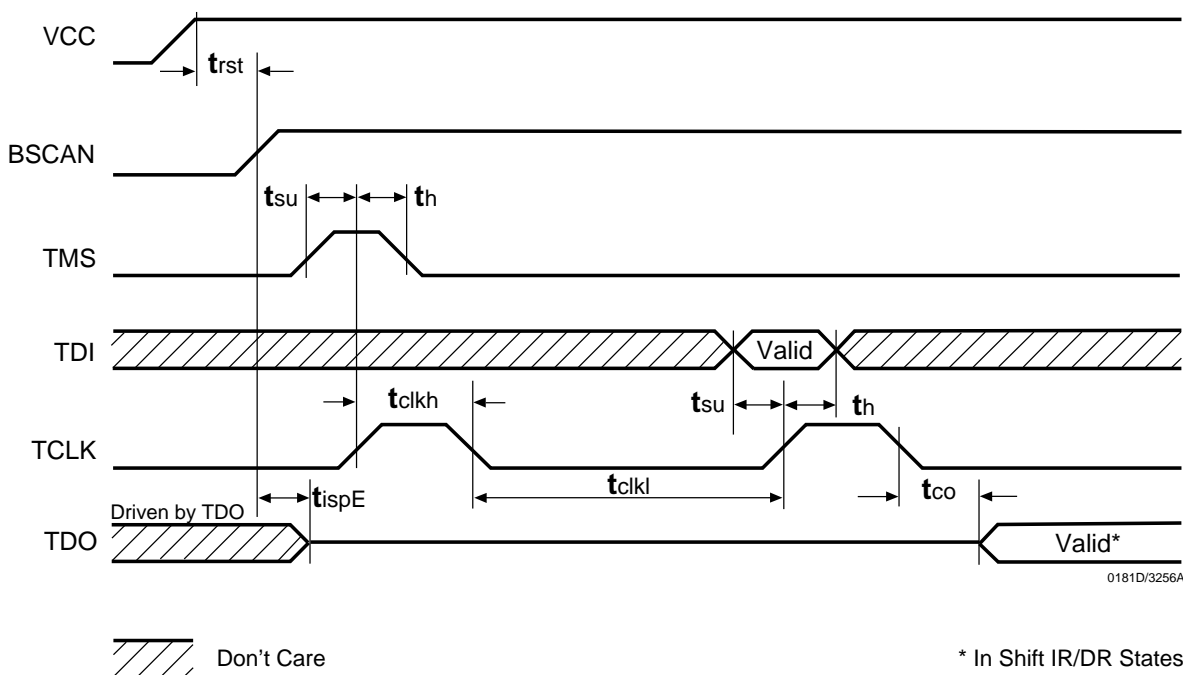 VCC
trst
BSCAN
tsu
th
TMS
TDI
Valid
tclkh
tsu
th
TCLK
tclkl
tco
tispE
Driven by TDO
TDO
Valid*
0181D/3256A
Don't Care
* In Shift IR/DR States